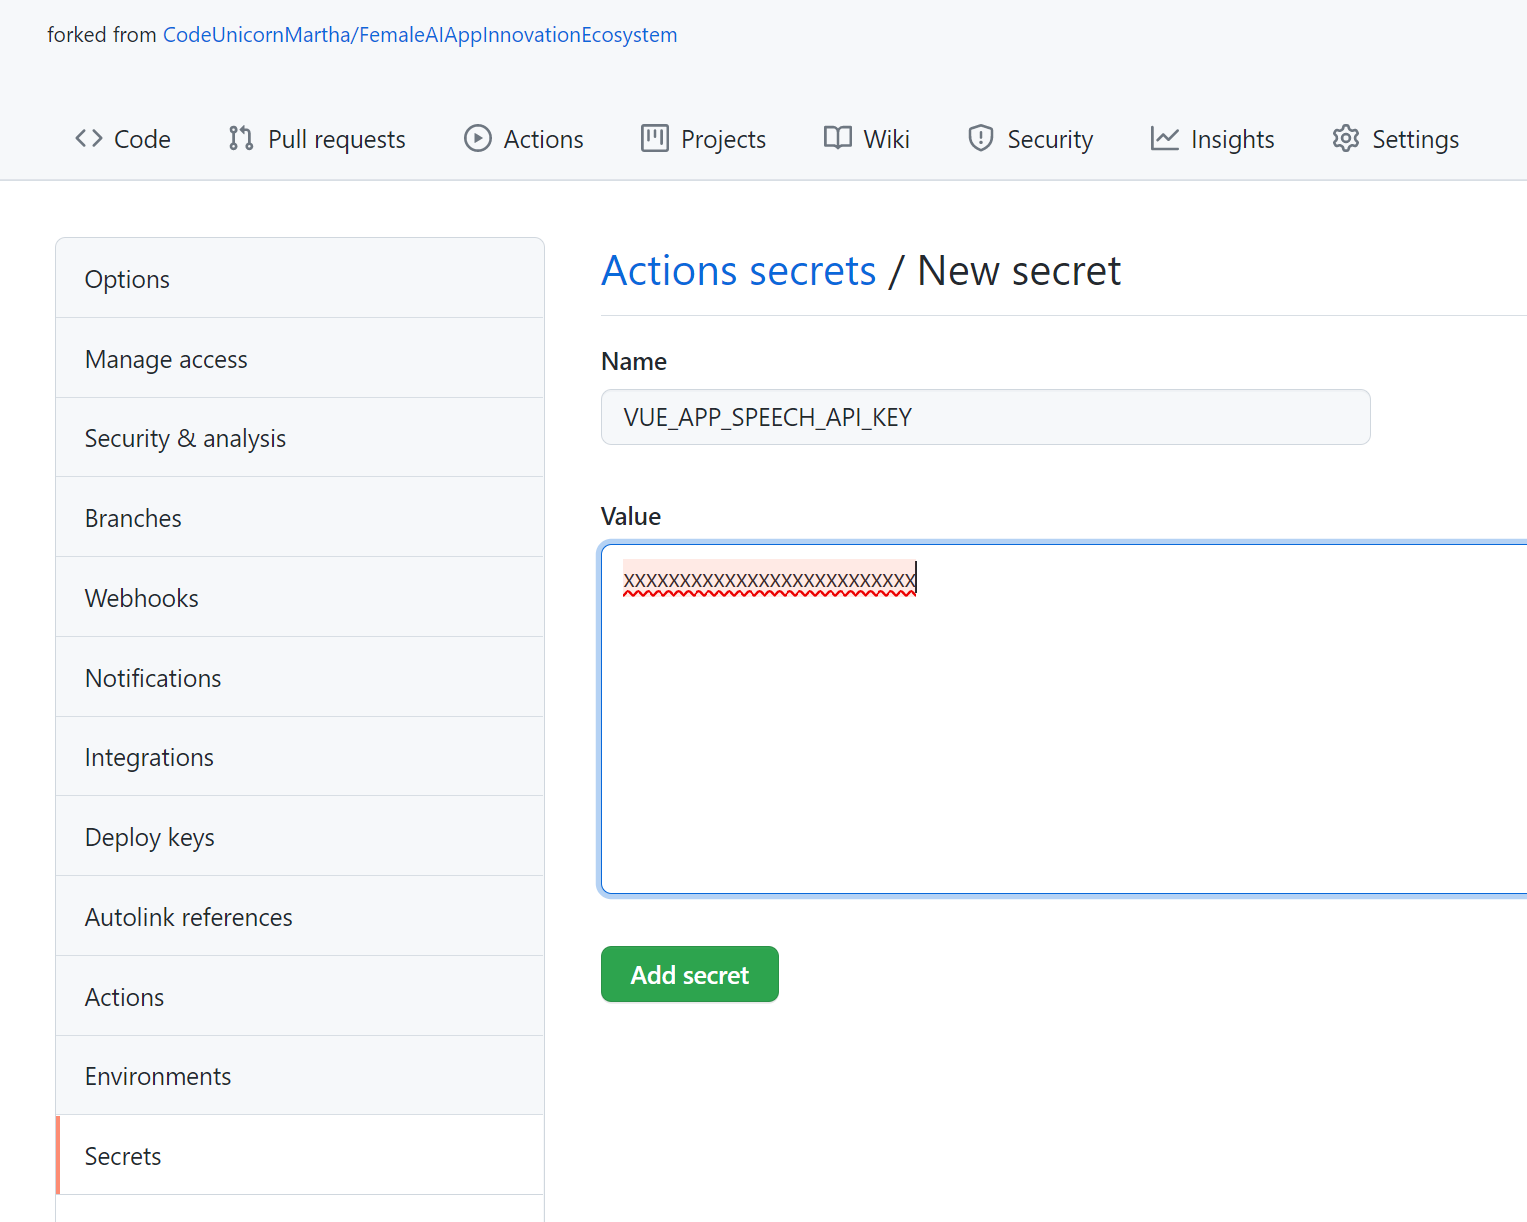 forked from CodeUnicornMartha/FemaleAIAppInnovationEcosystem
Code Pull requests Actions Projects Wiki Security Insights Settings
Options
Manage access
Security & analysis
Branches
Webhooks
Notifications
Integrations
Deploy keys
Autolink references
Actions
Environments
Secrets
Actions secrets / New secret
Name
VUE_APP_SPEECH_API_KEY
Value
xxxxxxxxxxxxxxxxxxxxxxxxxx
Add secret